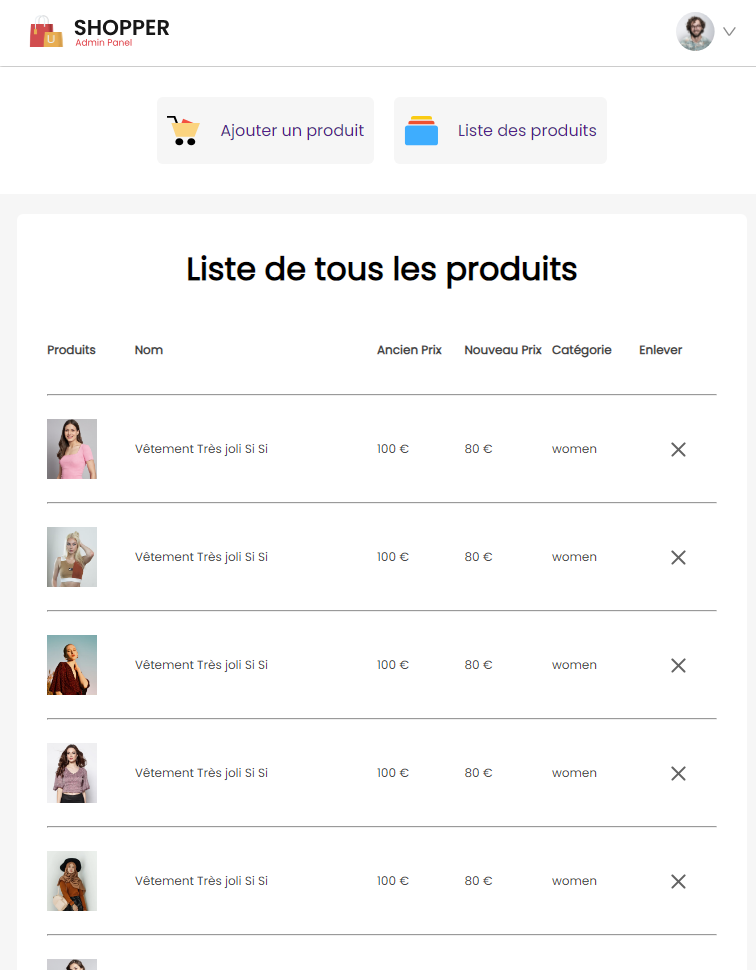 SHOPPER
Admin Panel
Ajouter un produit
Liste des produits
Liste de tous les produits
Produits Nom Ancien Prix Nouveau Prix Catégorie Enlever
Vêtement Très joli Si Si 100 € 80 € women
Vêtement Très joli Si Si 100 € 80 € women
Vêtement Très joli Si Si 100 € 80 € women
Vêtement Très joli Si Si 100 € 80 € women
Vêtement Très joli Si Si 100 € 80 € women